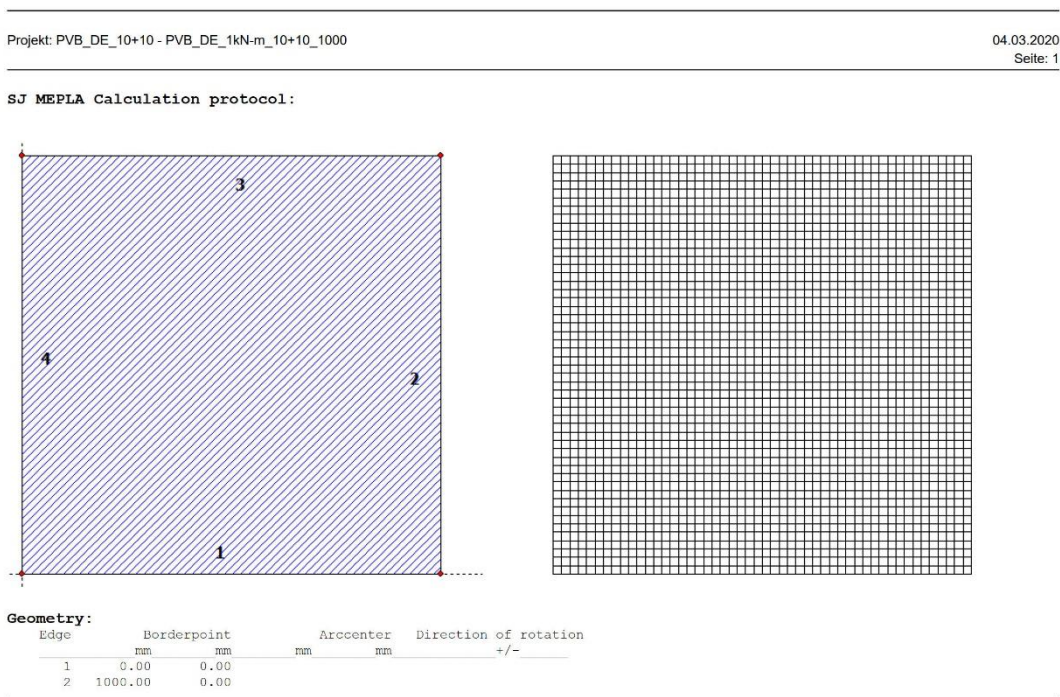 Projekt: PVB_DE_10+10 - PVB_DE_1kN-m_10+10_1000 04.03.2020
Seite: 1
SJ MEPLA Calculation protocol:
3
4
2
1
Geometry:
Edge Borderpoint Arccenter Direction of rotation
mm mm mm mm +/-
1 0.00 0.00
2 1000.00 0.00